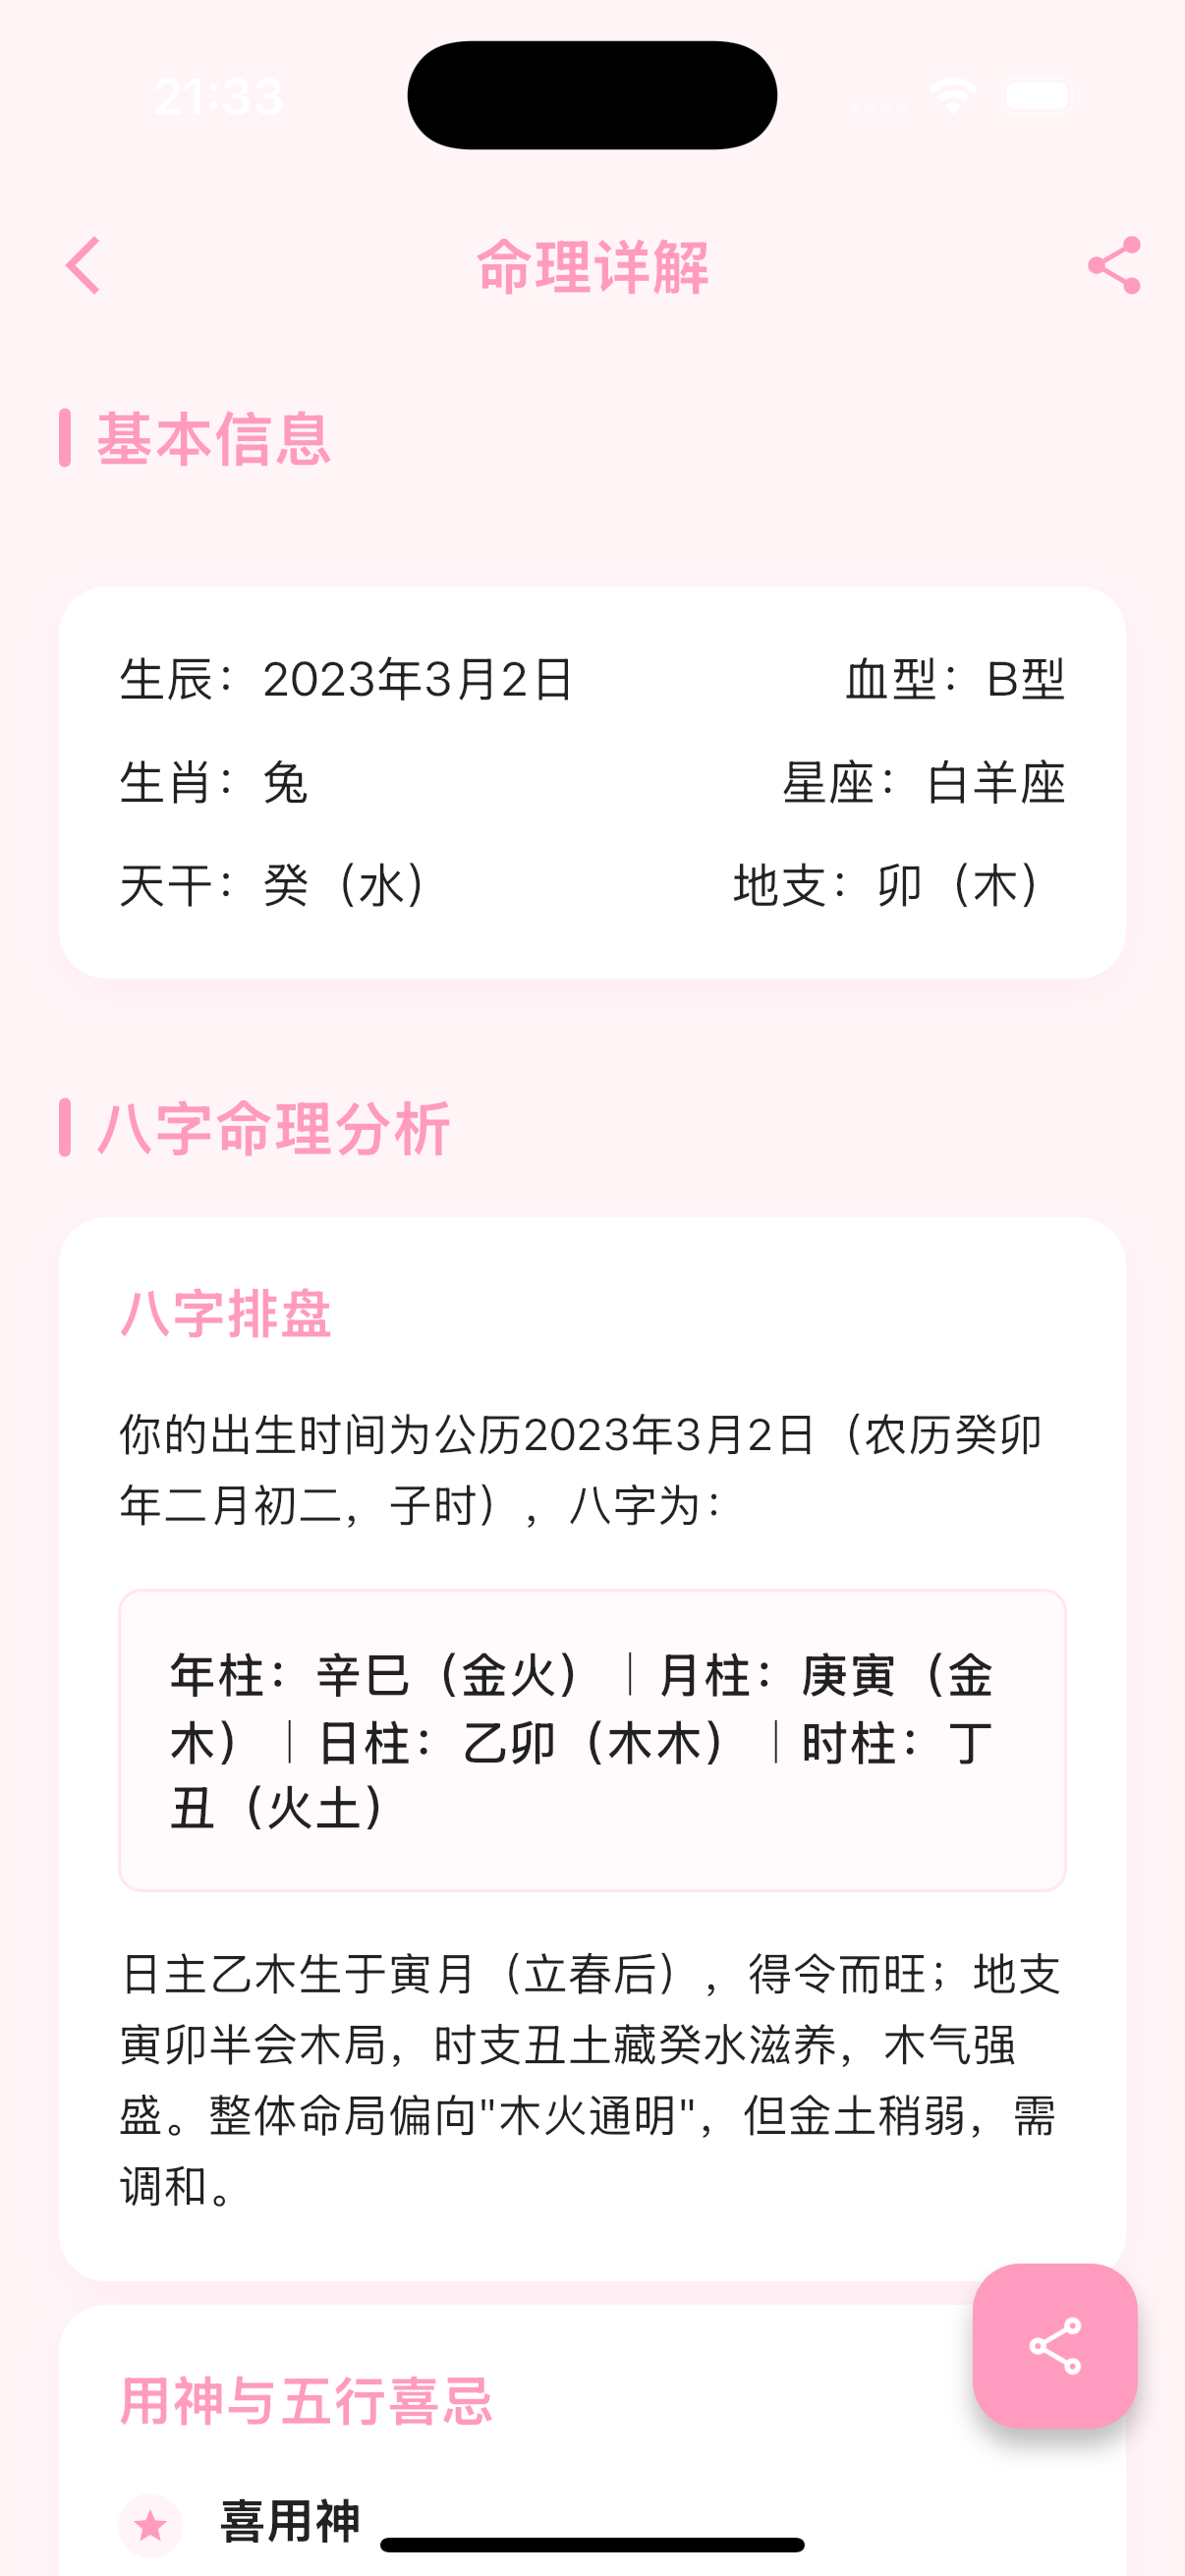 21:33
命理详解
基本信息
生辰：2023年3月2日 血型：B型
生肖：兔 星座：白羊座
天干：癸（水） 地支：卯（木）
八字命理分析
八字排盘
你的出生时间为公历2023年3月2日（农历癸卯
年二月初二，子时），八字为：
年柱：辛巳（金火）｜月柱：庚寅（金
木）｜日柱：乙卯（木木）｜时柱：丁
丑（火土）
日主乙木生于寅月（立春后），得令而旺；地支
寅卯半会木局，时支丑土藏癸水滋养，木气强
盛。整体命局偏向"木火通明"，但金土稍弱，需
调和。
用神与五行喜忌
喜用神